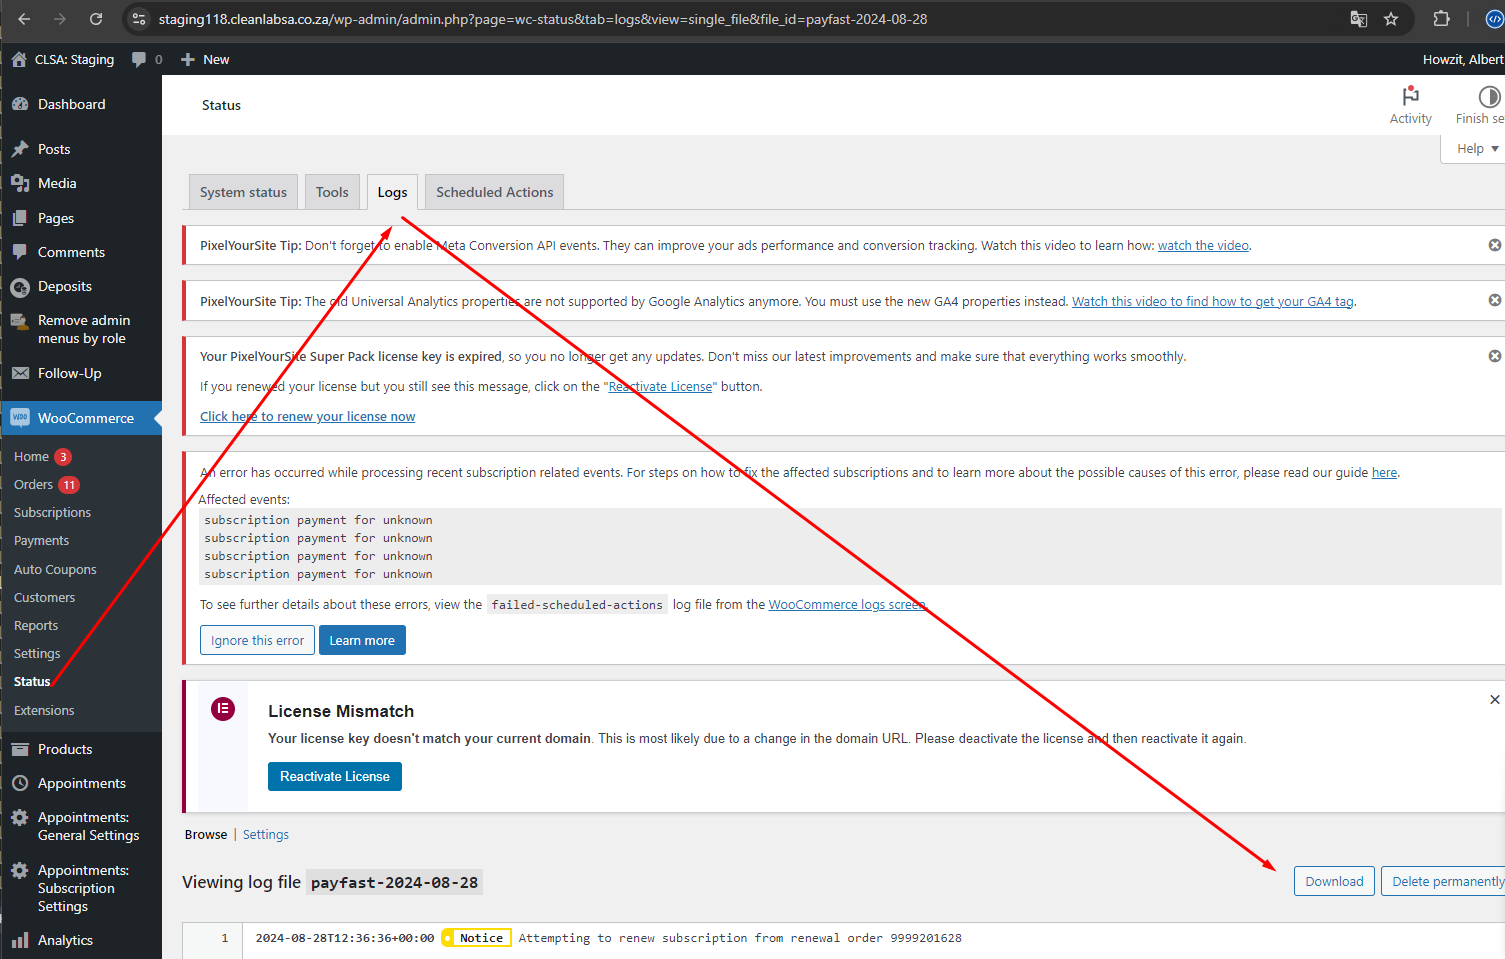 staging118.cleanlabsa.co.za/wp-admin/admin.php?page=wc-status&tab=logs&view=single_file&file_id=payfast-2024-08-28
CLSA: Staging 0 New Howzit, Albert
Dashboard
Posts
Media
Pages
Comments
Deposits
Remove admin
menus by role
Follow-Up
WooCommerce
Home 3
Orders 11
Subscriptions
Payments
Auto Coupons
Customers
Reports
Settings
Status
Extensions
Products
Appointments
Appointments:
General Settings
Appointments:
Subscription
Settings
Analytics
Status
Activity
Finish se
Help
System status Tools Logs Scheduled Actions
PixelYourSite Tip: Don't forget to enable Meta Conversion API events. They can improve your ads performance and conversion tracking. Watch this video to learn how: watch the video.
PixelYourSite Tip: The old Universal Analytics properties are not supported by Google Analytics anymore. You must use the new GA4 properties instead. Watch this video to find how to get your GA4 tag.
Your PixelYourSite Super Pack license key is expired, so you no longer get any updates. Don't miss our latest improvements and make sure that everything works smoothly.
If you renewed your license but you still see this message, click on the "Reactivate License" button.
Click here to renew your license now
An error has occurred while processing recent subscription related events. For steps on how to fix the affected subscriptions and to learn more about the possible causes of this error, please read our guide here.
Affected events:
subscription payment for unknown
subscription payment for unknown
subscription payment for unknown
subscription payment for unknown
To see further details about these errors, view the failed-scheduled-actions log file from the WooCommerce logs screen.
Ignore this error Learn more
License Mismatch
Your license key doesn't match your current domain. This is most likely due to a change in the domain URL. Please deactivate the license and then reactivate it again.
Reactivate License
Browse | Settings
Viewing log file payfast-2024-08-28
Download Delete permanently
1 2024-08-28T12:36:36+00:00 Notice Attempting to renew subscription from renewal order 9999201628